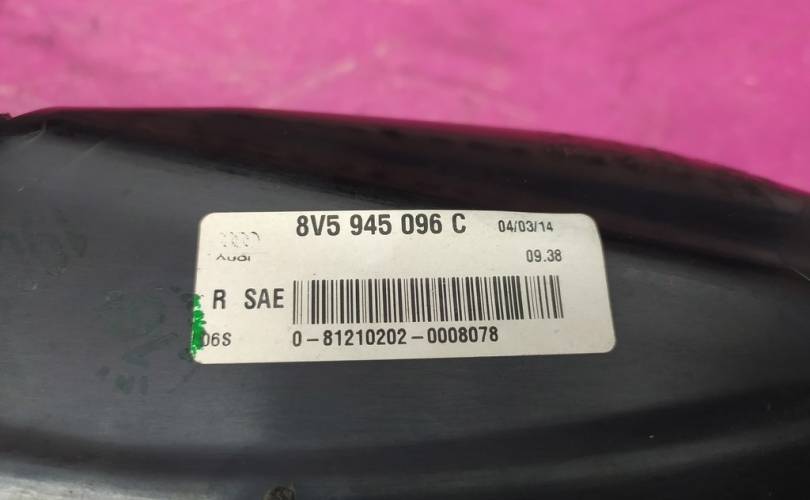 8V5 945 096 C 04/03/14
Audi 09.38
R SAE
06S 0-81210202-0008078